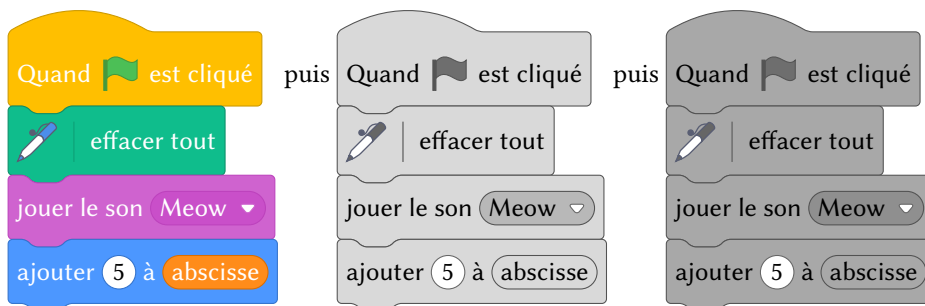 Quand est cliqué puis Quand est cliqué puis Quand est cliqué
effacer tout effacer tout effacer tout
jouer le son Meow jouer le son Meow jouer le son Meow
ajouter 5 à abscisse ajouter 5 à abscisse ajouter 5 à abscisse